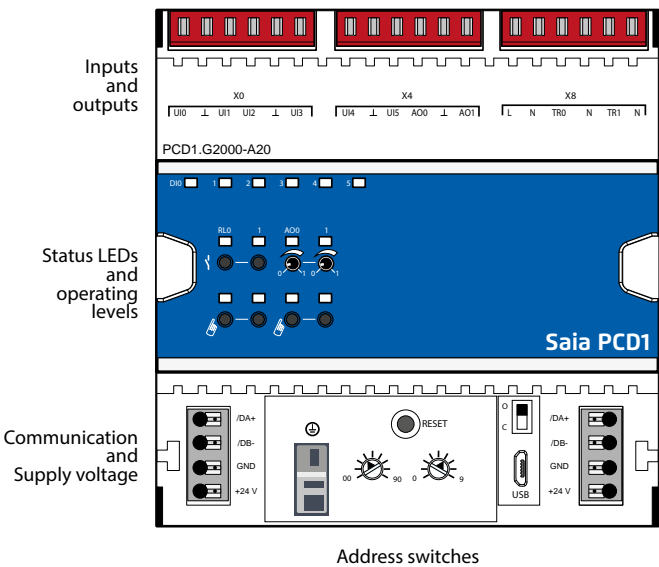 Inputs
and
outputs
X0 X4 X8
UI0 ⊥ UI1 UI2 ⊥ UI3 UI4 ⊥ UI5 AO0 ⊥ AO1 L N TR0 N TR1 N
PCD1.G2000-A20
DI0 1 2 3 4 5
RL0 1 AO0 1
0 1 0 1
Status LEDs
and
operating
levels
Saia PCD1
Communication
and
Supply voltage
/DA+
/DB-
GND
+24 V
RESET
00 90 0 9
O
C
USB
/DA+
/DB-
GND
+24 V
Address switches